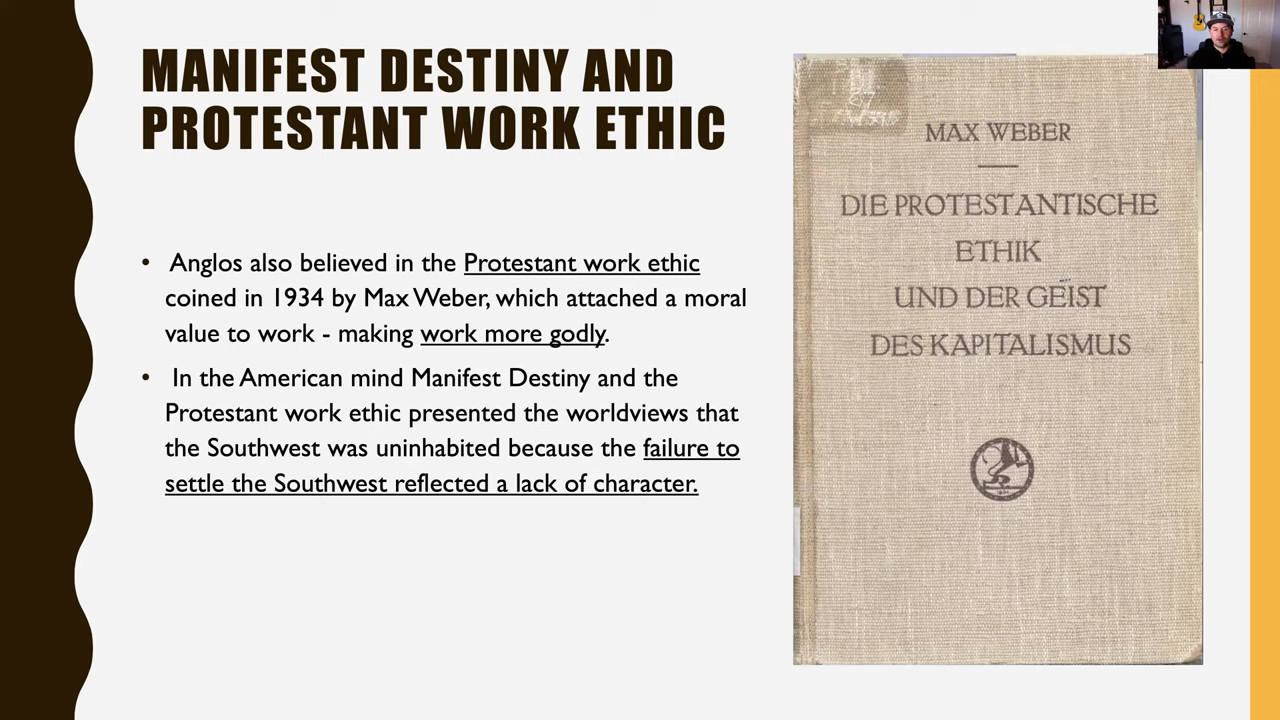 MANIFEST DESTINY AND
PROTESTANT WORK ETHIC
• Anglos also believed in the Protestant work ethic
coined in 1934 by Max Weber, which attached a moral
value to work - making work more godly.
• In the American mind Manifest Destiny and the
Protestant work ethic presented the worldviews that
the Southwest was uninhabited because the failure to
settle the Southwest reflected a lack of character.
MAX WEBER
DIE PROTESTANTISCHE
ETHIK
UND DER GEIST
DES KAPITALISMUS